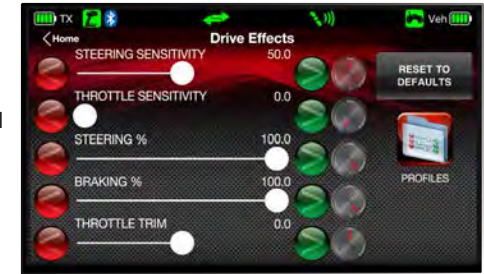 TX
Veh
Home
Drive Effects
STEERING SENSITIVITY 50.0
RESET TO
DEFAULTS
THROTTLE SENSITIVITY 0.0
STEERING % 100.0
BRAKING % 100.0
PROFILES
THROTTLE TRIM 0.0